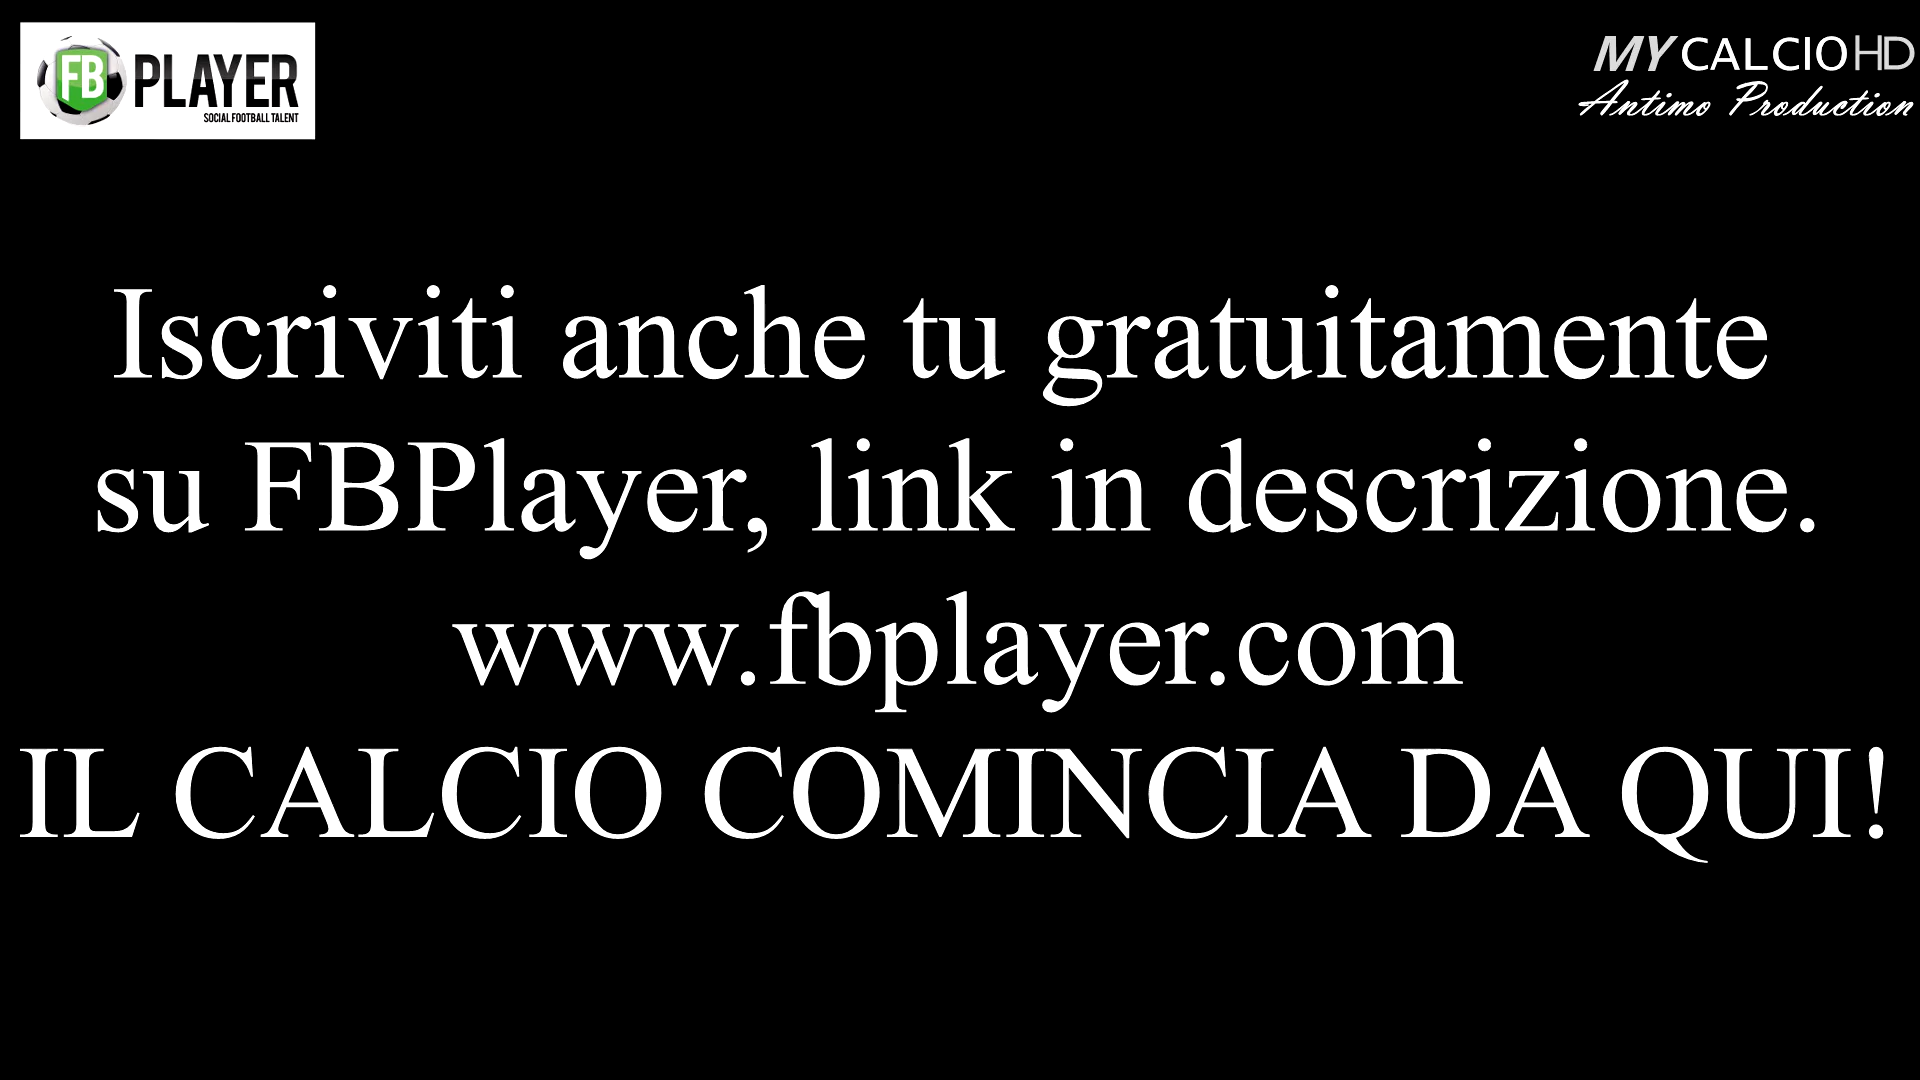 FB PLAYER
SOCIAL FOOTBALL TALENT
MY CALCIO HD
Antimo Production
Iscriviti anche tu gratuitamente
su FBPlayer, link in descrizione.
www.fbplayer.com
IL CALCIO COMINCIA DA QUI!